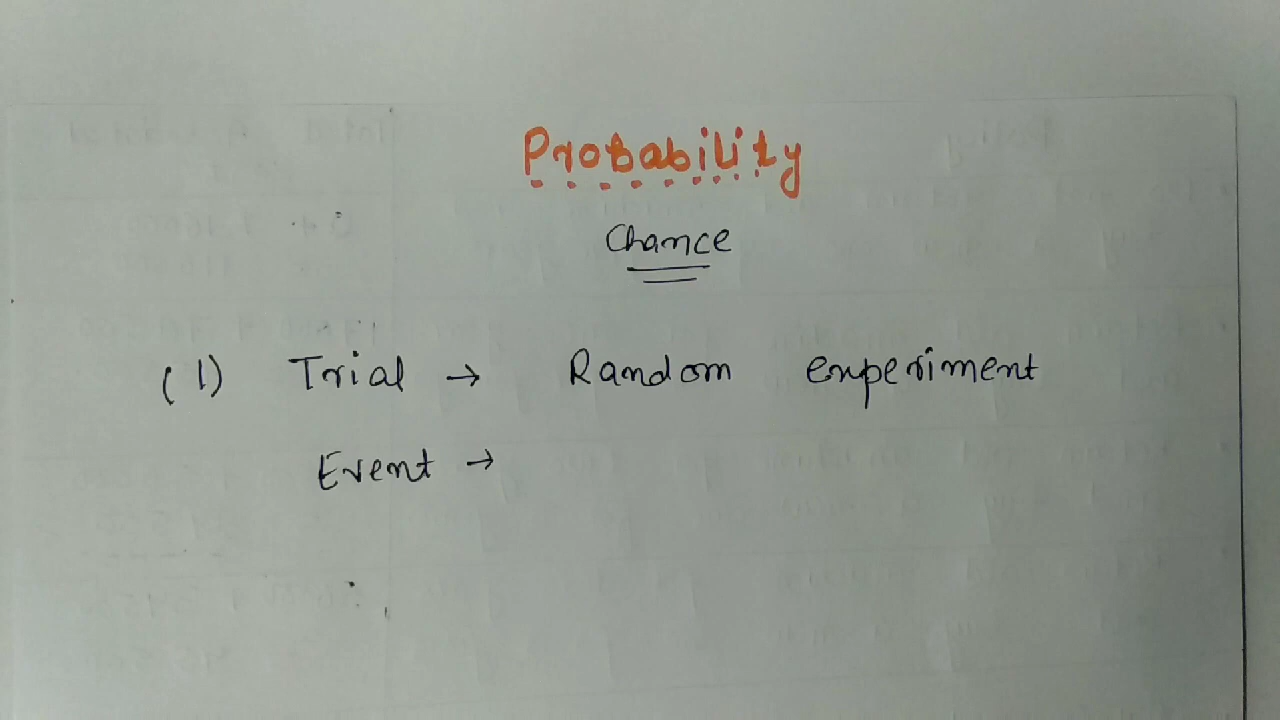 Probability
Chance
(1) Trial → Random experiment
Event →